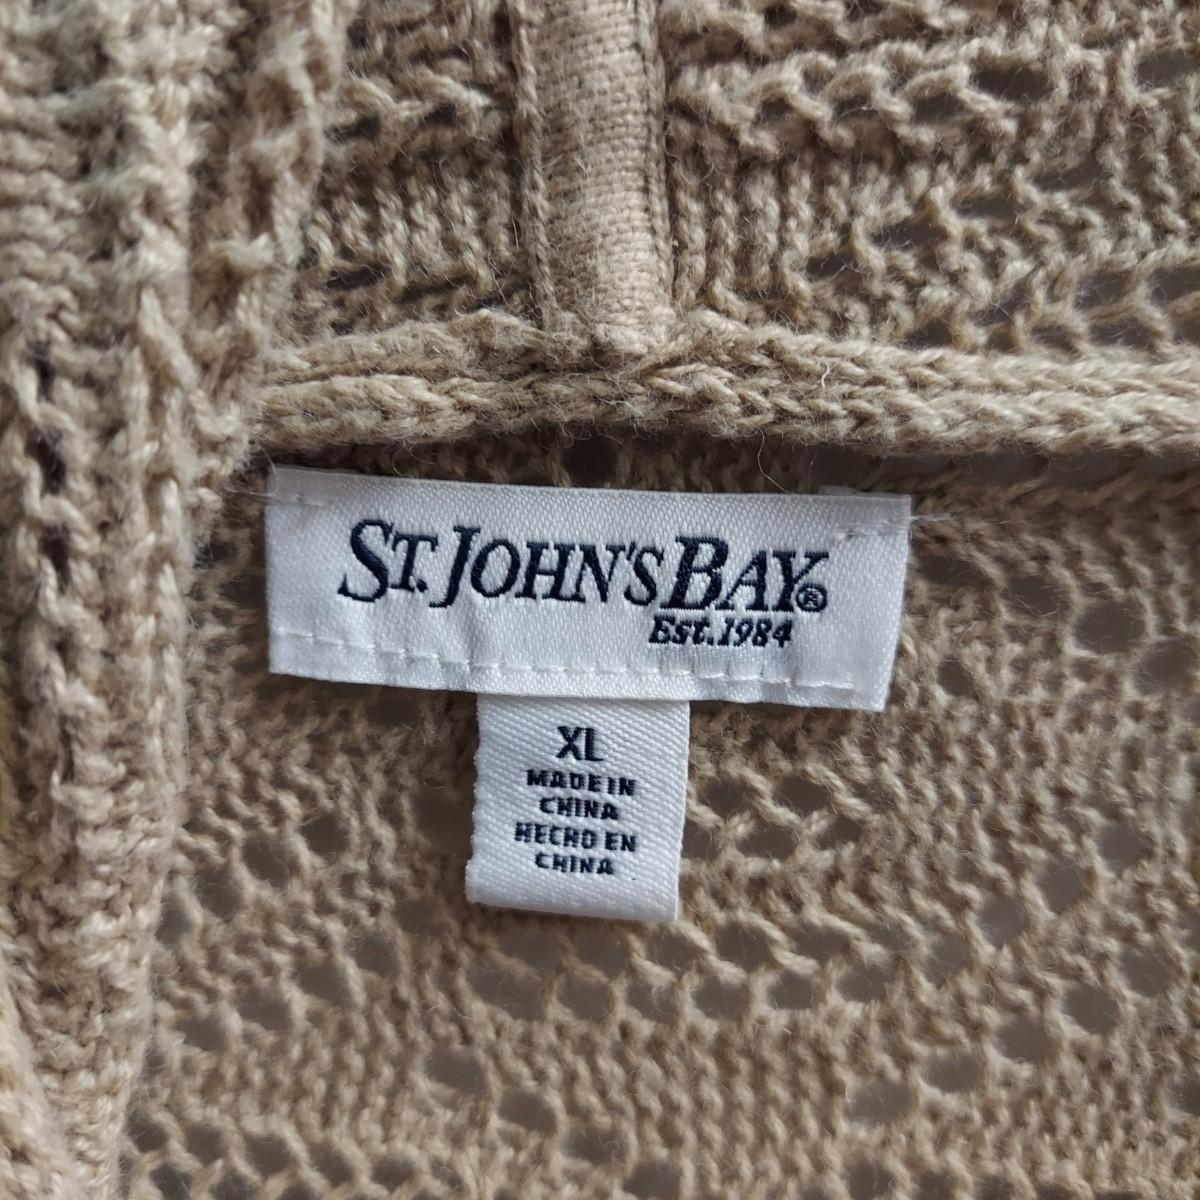 ST. JOHN'S BAY®
Est. 1984
XL
MADE IN
CHINA
HECHO EN
CHINA